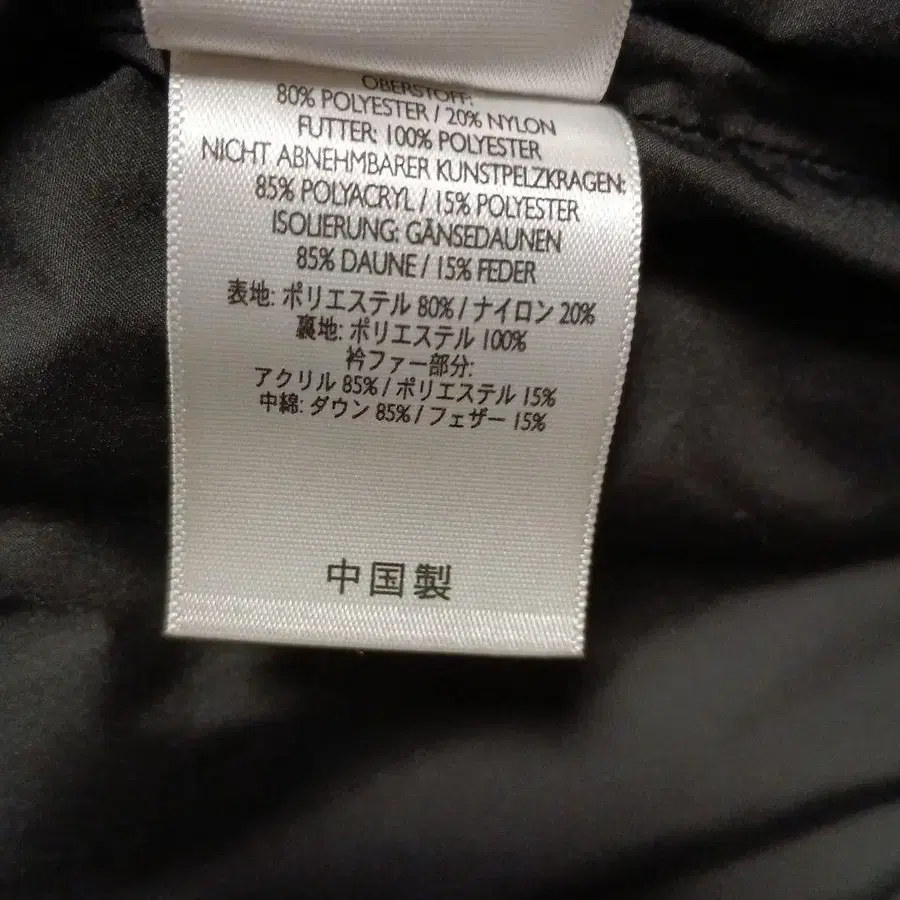 OBERSTOFF:
80% POLYESTER / 20% NYLON
FUTTER: 100% POLYESTER
NICHT ABNEHMBARER KUNSTPELZKRAGEN:
85% POLYACRYL / 15% POLYESTER
ISOLIERUNG: GÄNSEDAUNEN
85% DAUNE / 15% FEDER
表地: ポリエステル 80% / ナイロン 20%
裏地: ポリエステル 100%
衿ファー部分:
アクリル 85% / ポリエステル 15%
中綿: ダウン 85% / フェザー 15%
中国製